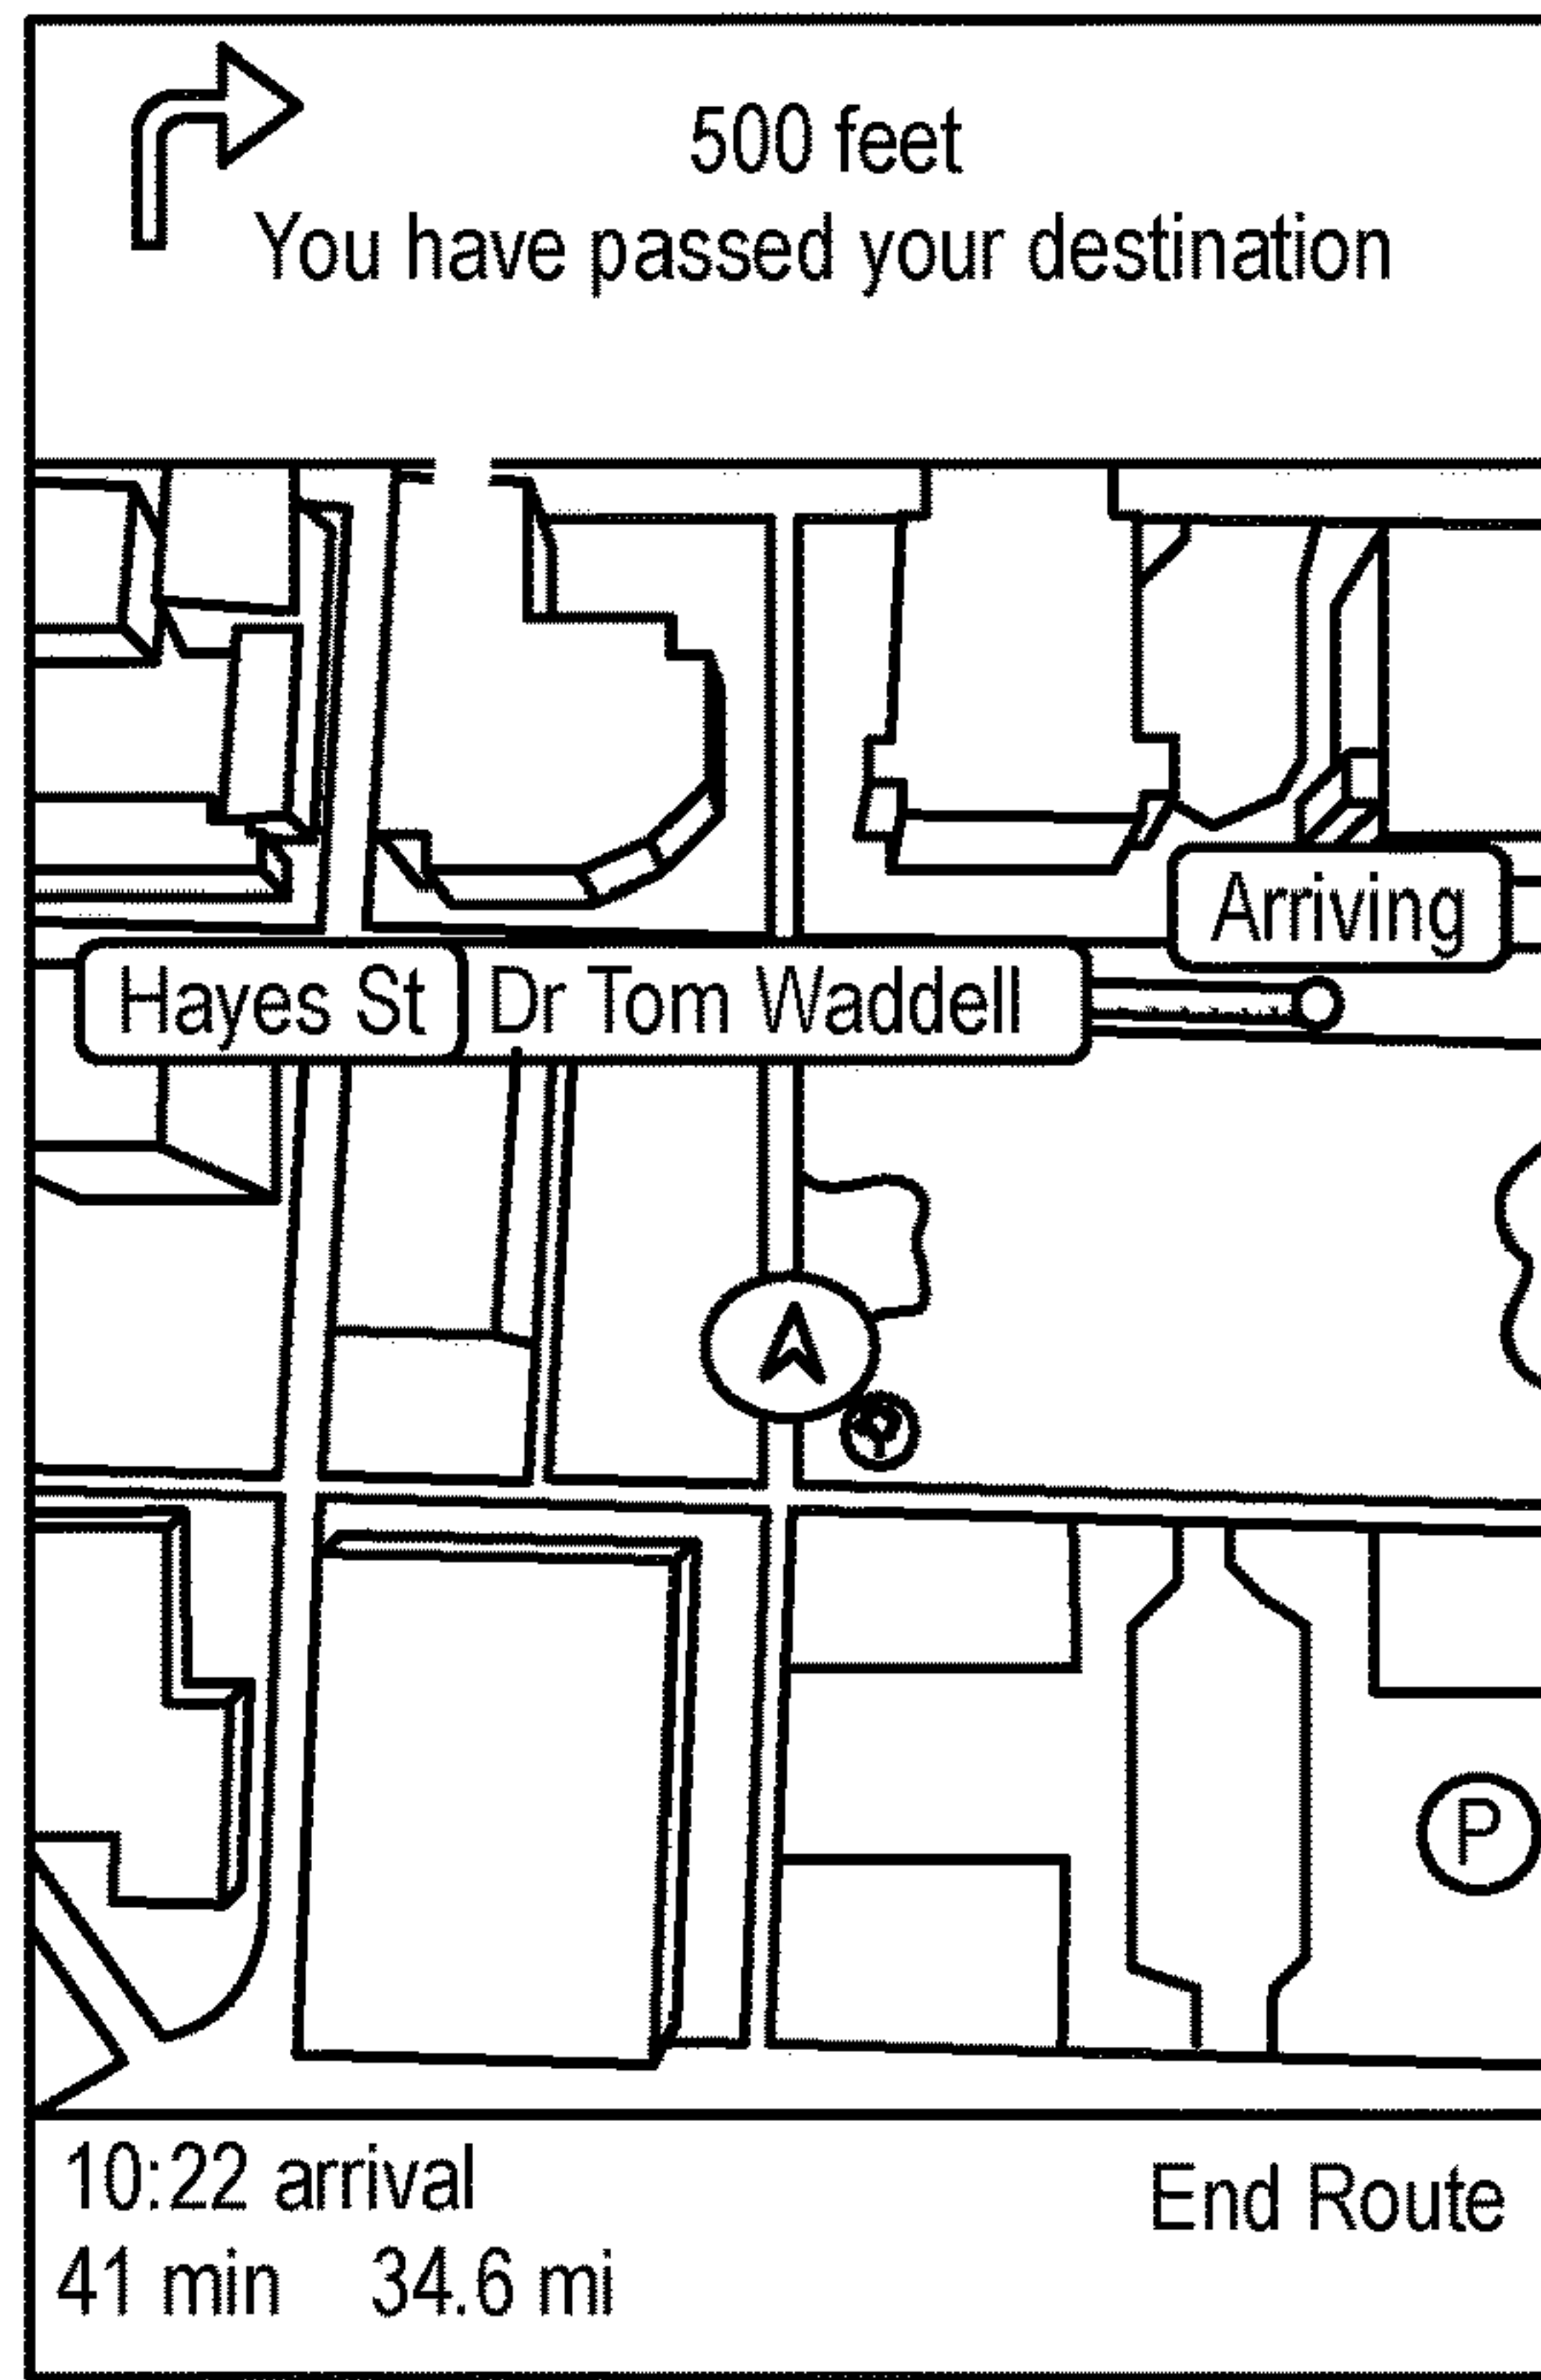 500 feet
You have passed your destination
Arriving
Hayes St Dr Tom Waddell
P
10:22 arrival
End Route
41 min 34.6 mi